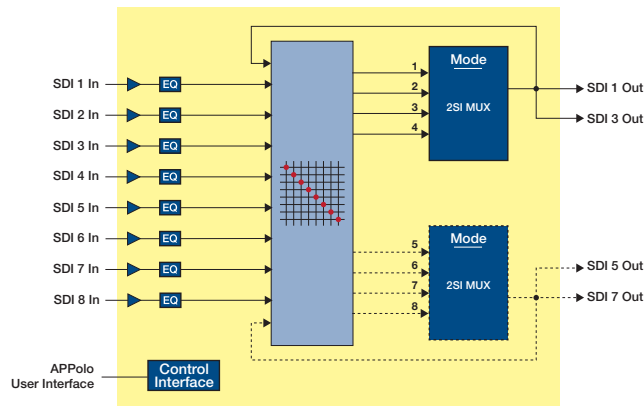 SDI 1 In
EQ
SDI 2 In
EQ
SDI 3 In
EQ
SDI 4 In
EQ
SDI 5 In
EQ
SDI 6 In
EQ
SDI 7 In
EQ
SDI 8 In
EQ
1
2
3
4
Mode
2SI MUX
SDI 1 Out
SDI 3 Out
5
6
7
8
Mode
2SI MUX
SDI 5 Out
SDI 7 Out
APPolo
User Interface
Control
Interface